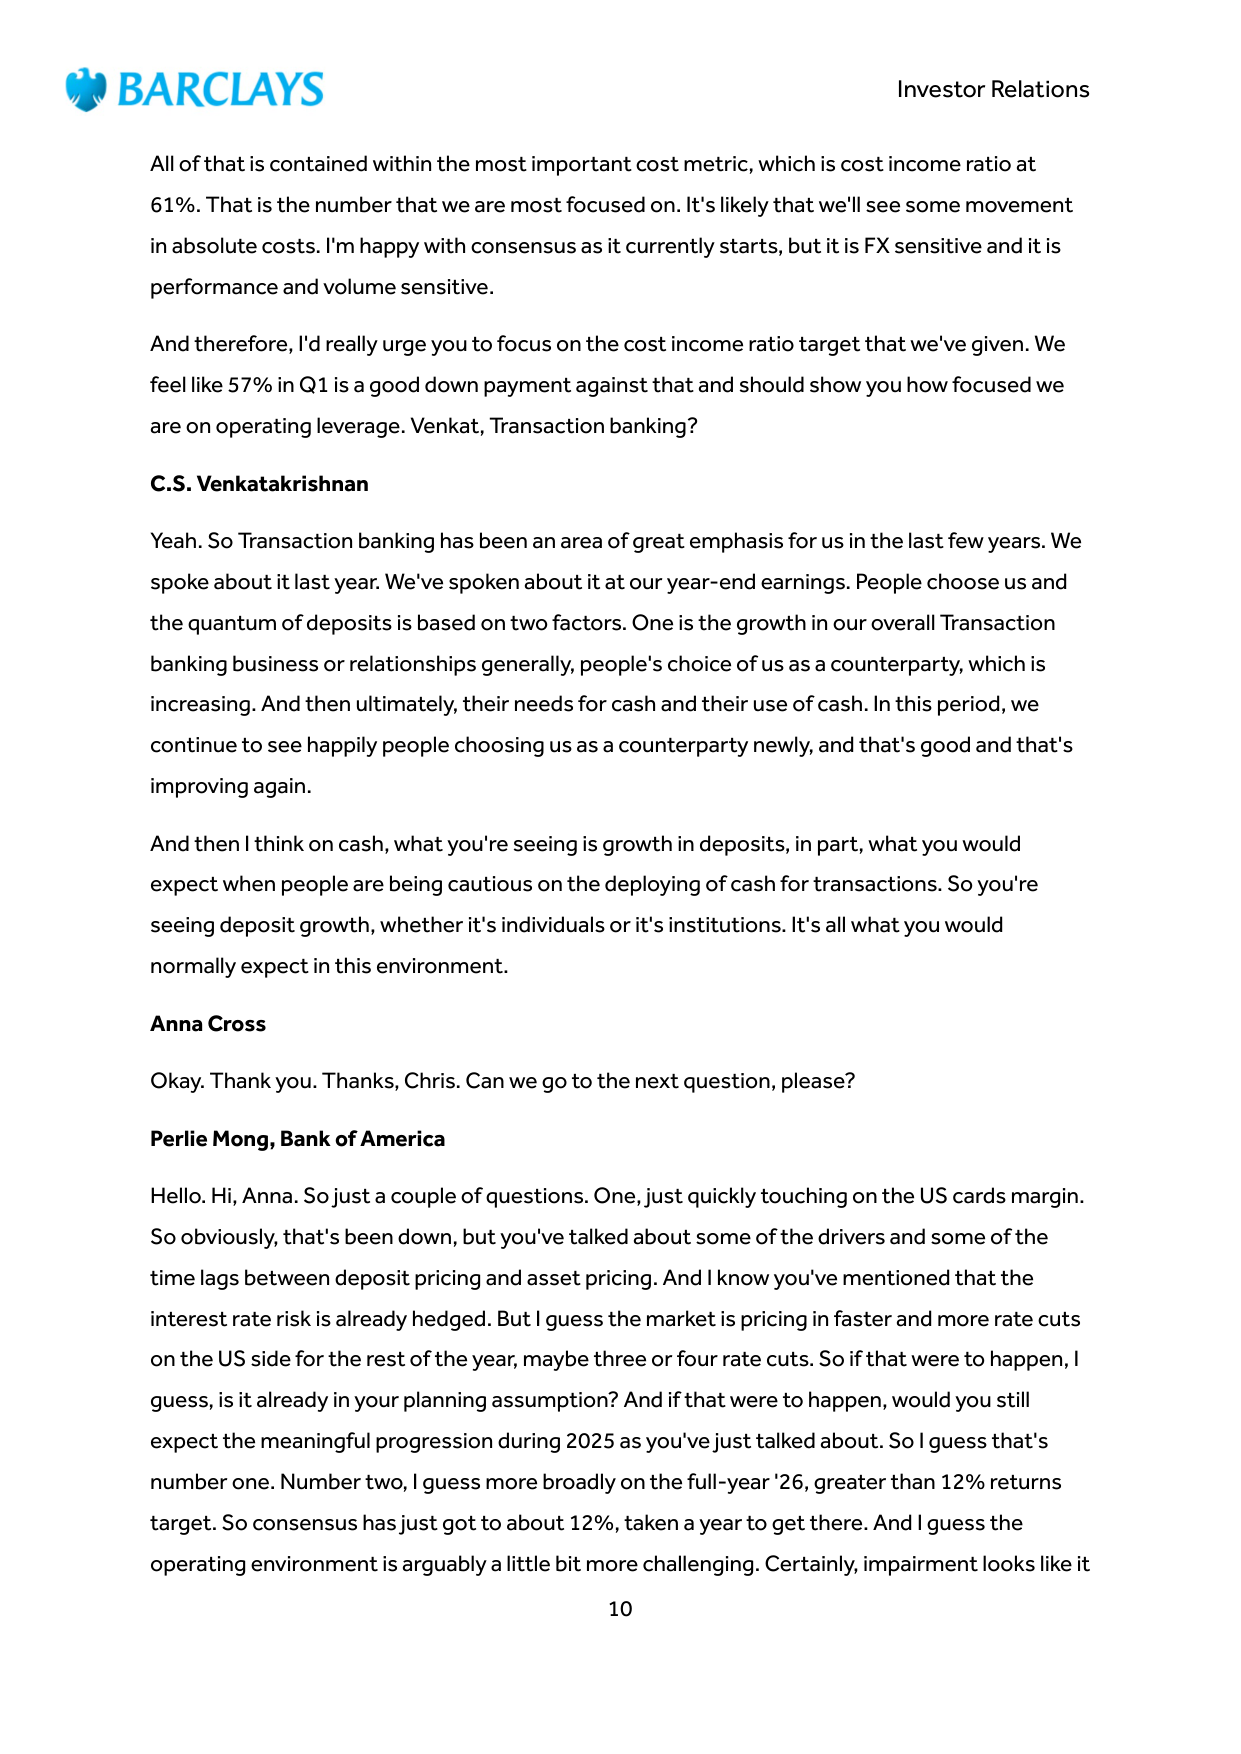 BARCLAYS
Investor Relations
All of that is contained within the most important cost metric, which is cost income ratio at
61%. That is the number that we are most focused on. It's likely that we'll see some movement
in absolute costs. I'm happy with consensus as it currently starts, but it is FX sensitive and it is
performance and volume sensitive.
And therefore, I'd really urge you to focus on the cost income ratio target that we've given. We
feel like 57% in Q1 is a good down payment against that and should show you how focused we
are on operating leverage. Venkat, Transaction banking?
C.S. Venkatakrishnan
Yeah. So Transaction banking has been an area of great emphasis for us in the last few years. We
spoke about it last year. We've spoken about it at our year-end earnings. People choose us and
the quantum of deposits is based on two factors. One is the growth in our overall Transaction
banking business or relationships generally, people's choice of us as a counterparty, which is
increasing. And then ultimately, their needs for cash and their use of cash. In this period, we
continue to see happily people choosing us as a counterparty newly, and that's good and that's
improving again.
And then I think on cash, what you're seeing is growth in deposits, in part, what you would
expect when people are being cautious on the deploying of cash for transactions. So you're
seeing deposit growth, whether it's individuals or it's institutions. It's all what you would
normally expect in this environment.
Anna Cross
Okay. Thank you. Thanks, Chris. Can we go to the next question, please?
Perlie Mong, Bank of America
Hello. Hi, Anna. So just a couple of questions. One, just quickly touching on the US cards margin.
So obviously, that's been down, but you've talked about some of the drivers and some of the
time lags between deposit pricing and asset pricing. And I know you've mentioned that the
interest rate risk is already hedged. But I guess the market is pricing in faster and more rate cuts
on the US side for the rest of the year, maybe three or four rate cuts. So if that were to happen, I
guess, is it already in your planning assumption? And if that were to happen, would you still
expect the meaningful progression during 2025 as you've just talked about. So I guess that's
number one. Number two, I guess more broadly on the full-year '26, greater than 12% returns
target. So consensus has just got to about 12%, taken a year to get there. And I guess the
operating environment is arguably a little bit more challenging. Certainly, impairment looks like it
10